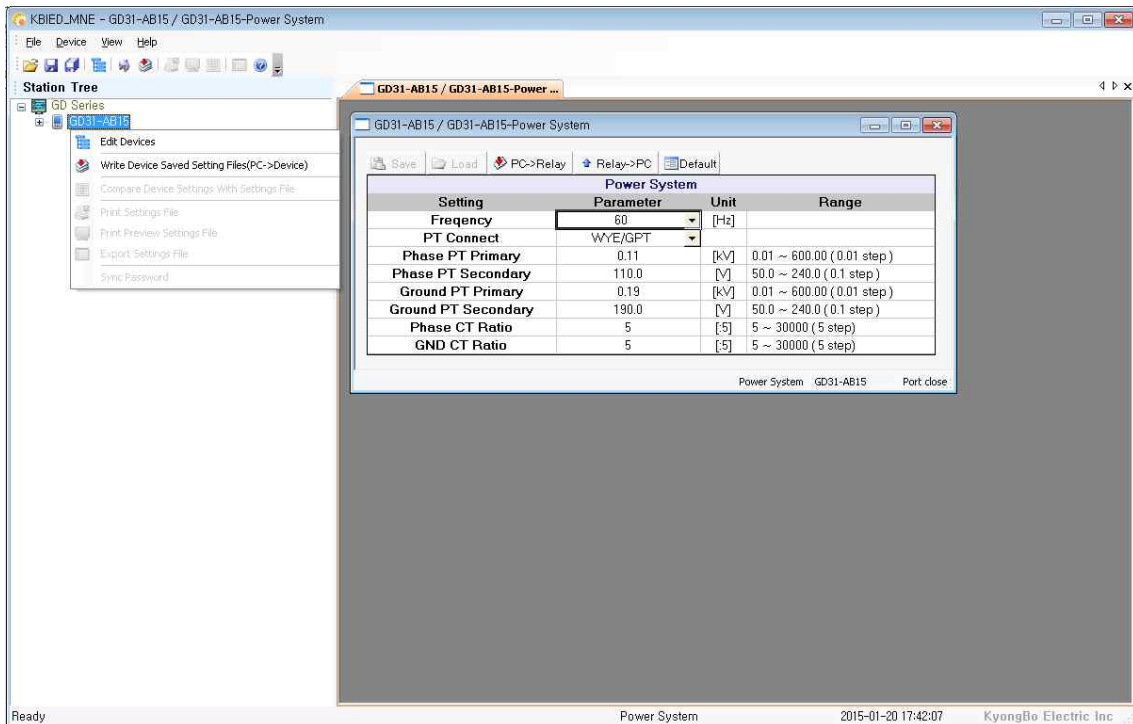 KBIED_MNE - GD31-AB15 / GD31-AB15-Power System
File Device View Help
Station Tree
GD Series
GD31-AB15
Edit Devices
Write Device Saved Setting Files(PC->Device)
Compare Device Settings With Settings File
Print Settings File
Print Preview Settings File
Export Settings File
Sync Password
GD31-AB15 / GD31-AB15-Power ...
GD31-AB15 / GD31-AB15-Power System
Save Load PC->Relay Relay->PC Default
Power System
Setting Parameter Unit Range
Freqency 60 [Hz]
PT Connect WYE/GPT
Phase PT Primary 0.11 [kV] 0.01 ~ 600.00 ( 0.01 step )
Phase PT Secondary 110.0 [V] 50.0 ~ 240.0 ( 0.1 step )
Ground PT Primary 0.19 [kV] 0.01 ~ 600.00 ( 0.01 step )
Ground PT Secondary 190.0 [V] 50.0 ~ 240.0 ( 0.1 step )
Phase CT Ratio 5 [:5] 5 ~ 30000 ( 5 step)
GND CT Ratio 5 [:5] 5 ~ 30000 ( 5 step)
Power System GD31-AB15 Port close
Ready Power System 2015-01-20 17:42:07 KyongBo Electric Inc